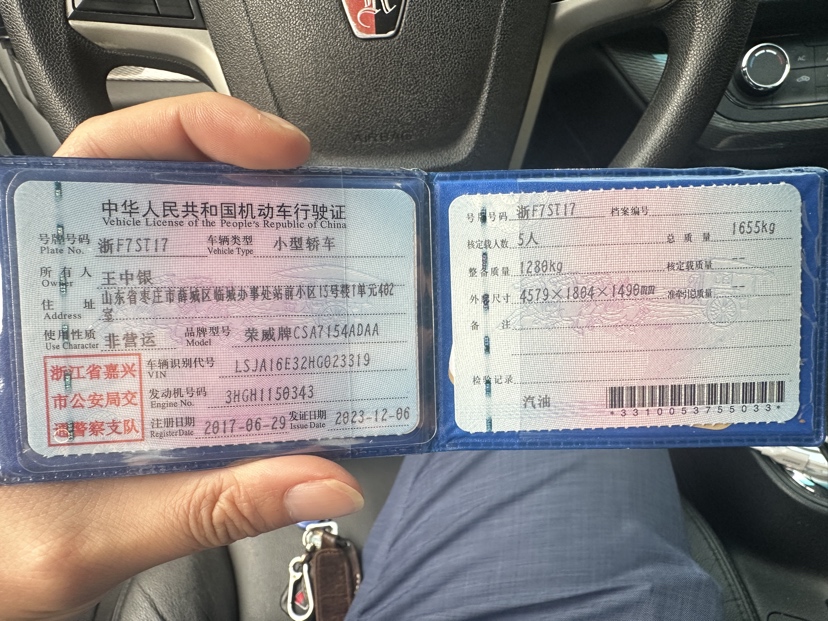 AIRBAG
AC
中华人民共和国机动车行驶证
Vehicle License of the People's Republic of China
号牌号码 浙F7ST17 车辆类型 小型轿车
Plate No. Vehicle Type
所有人 王中银
Owner
住址 山东省枣庄市薛城区临城办事处站前小区15号楼1单元402
Address 室
使用性质 非营运 品牌型号 荣威牌CSA7154ADAA
Use Character Model
浙江省嘉兴
市公安局交
通警察支队
车辆识别代号 LSJA16E32HG023319
VIN
发动机号码 3HGH1150343
Engine No.
注册日期 2017-06-29 发证日期 2023-12-06
Register Date Issue Date
号牌号码 浙F7ST17 档案编号
核定载人数 5人 总质量 1655kg
整备质量 1280kg 核定载质量 --
外廓尺寸 4579×1804×1490mm 准牵引总质量 --
备注
检验记录
汽油
*3310053755033*